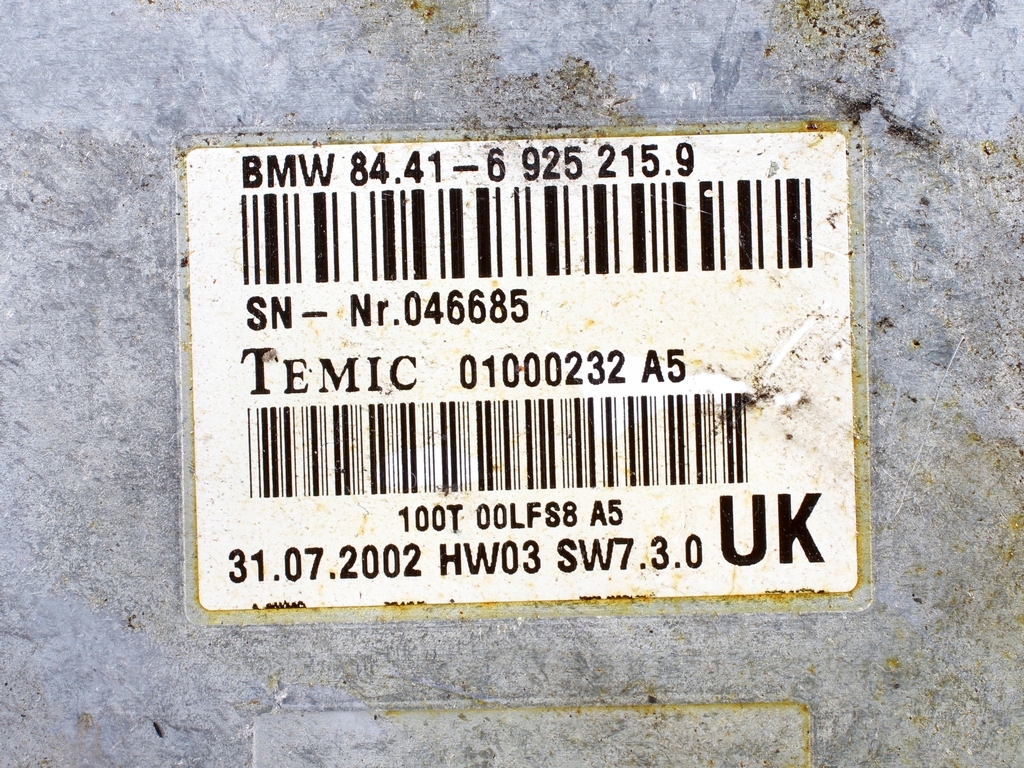 BMW 84.41-6 925 215.9
SN- Nr.046685
TEMIC 01000232 A5
100T 00LFS8 A5
31.07.2002 HW03 SW7.3.0 UK